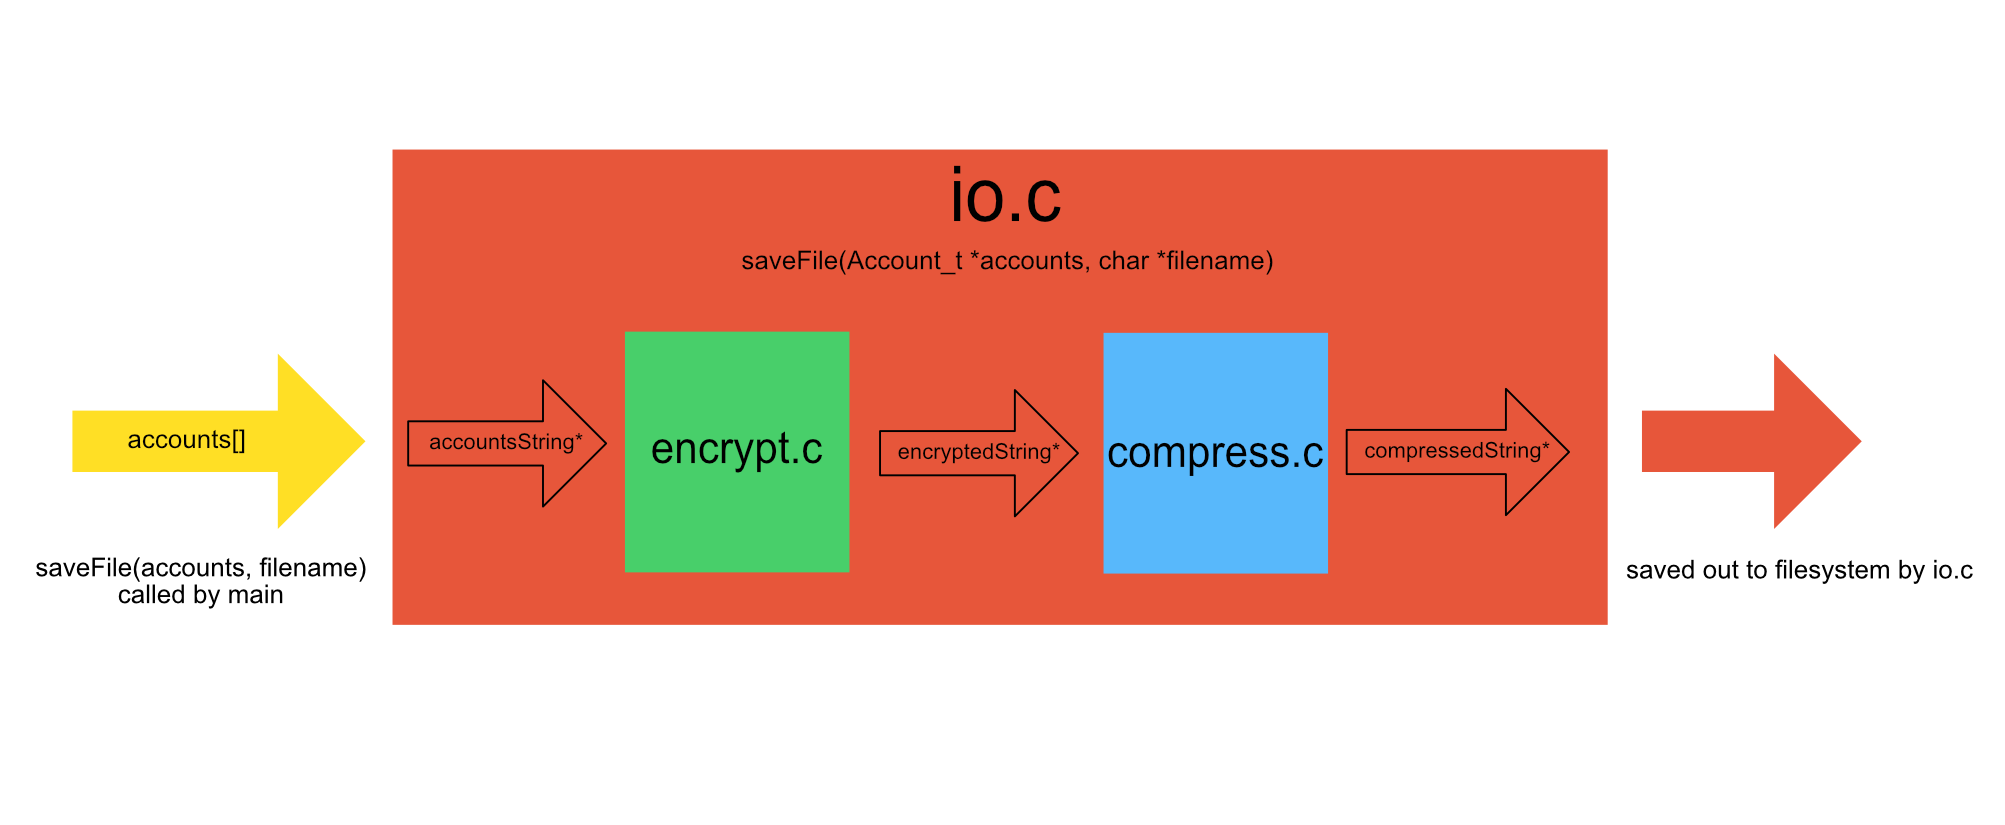 io.c
saveFile(Account_t *accounts, char *filename)
accounts[]
accountsString*
encrypt.c
encryptedString*
compress.c
compressedString*
saveFile(accounts, filename)
called by main
saved out to filesystem by io.c